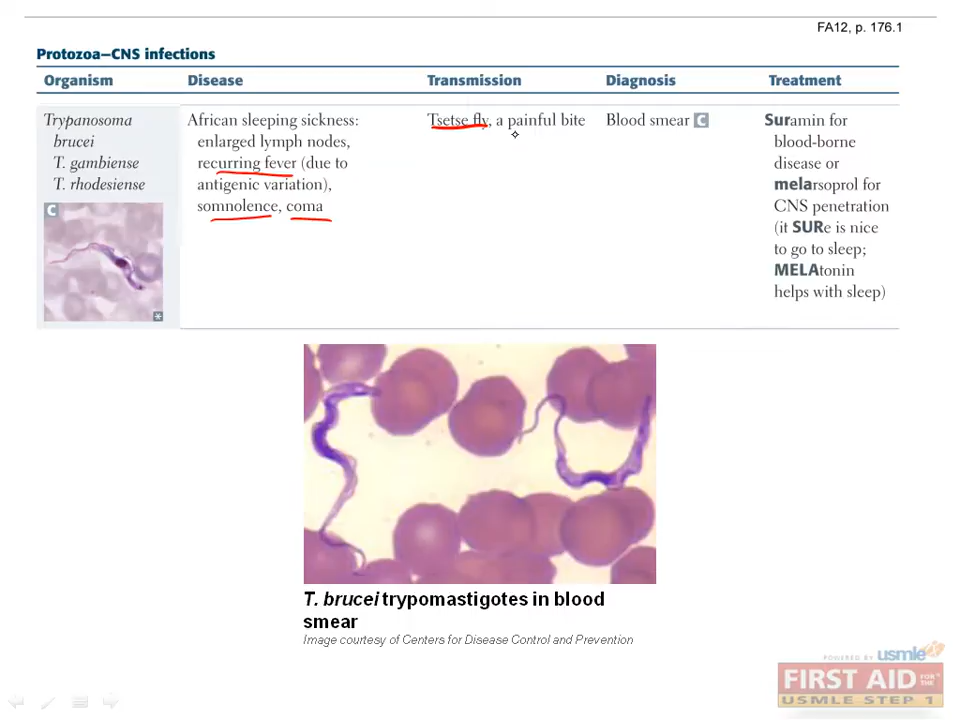 FA12, p. 176.1
Protozoa—CNS infections
Organism Disease Transmission Diagnosis Treatment
Trypanosoma
brucei
T. gambiense
T. rhodesiense
C
*
African sleeping sickness:
enlarged lymph nodes,
recurring fever (due to
antigenic variation),
somnolence, coma
Tsetse fly, a painful bite
Blood smear C
Suramin for
blood-borne
disease or
melarsoprol for
CNS penetration
(it SURe is nice
to go to sleep;
MELAtonin
helps with sleep)
T. brucei trypomastigotes in blood
smear
Image courtesy of Centers for Disease Control and Prevention
POWERED BY usmle
FIRST AID FOR THE
USMLE STEP 1